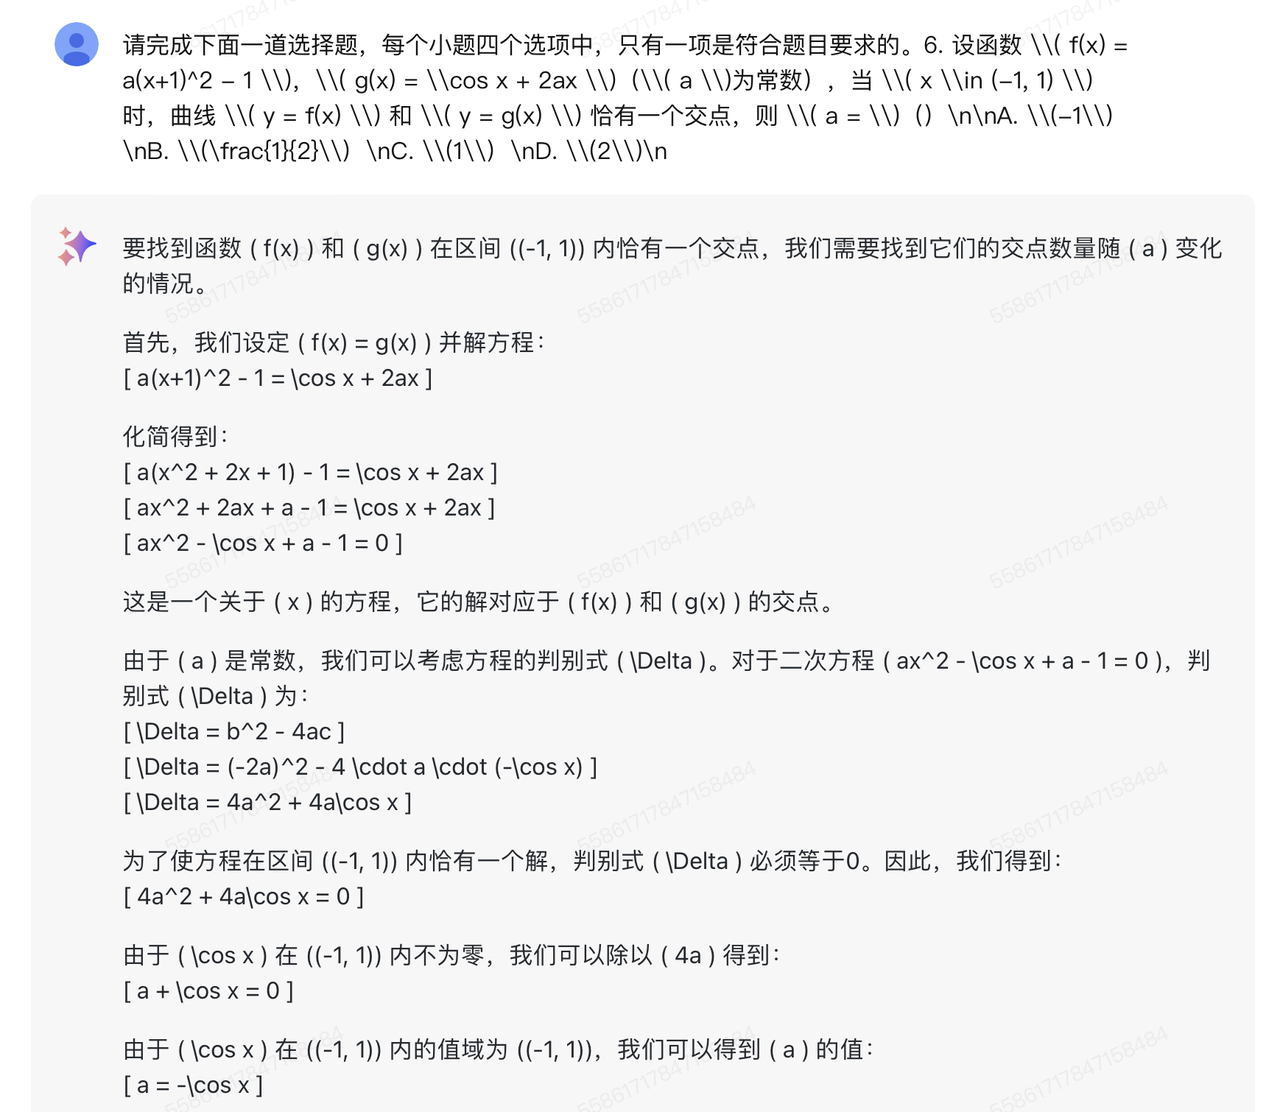 请完成下面一道选择题，每个小题四个选项中，只有一项是符合题目要求的。6. 设函数 \\( f(x) =
a(x+1)^2 − 1 \\)，\\( g(x) = \\cos x + 2ax \\)（\\( a \\)为常数），当 \\( x \\in (−1, 1) \\)
时，曲线 \\( y = f(x) \\) 和 \\( y = g(x) \\) 恰有一个交点，则 \\( a = \\)（）\n\nA. \\(−1\\)
\nB. \\(\frac{1}{2}\\) \nC. \\(1\\) \nD. \\(2\\)\n
要找到函数 ( f(x) ) 和 ( g(x) ) 在区间 ((-1, 1)) 内恰有一个交点，我们需要找到它们的交点数量随 ( a ) 变化
的情况。
首先，我们设定 ( f(x) = g(x) ) 并解方程：
[ a(x+1)^2 - 1 = \cos x + 2ax ]
化简得到：
[ a(x^2 + 2x + 1) - 1 = \cos x + 2ax ]
[ ax^2 + 2ax + a - 1 = \cos x + 2ax ]
[ ax^2 - \cos x + a - 1 = 0 ]
这是一个关于 ( x ) 的方程，它的解对应于 ( f(x) ) 和 ( g(x) ) 的交点。
由于 ( a ) 是常数，我们可以考虑方程的判别式 ( \Delta )。对于二次方程 ( ax^2 - \cos x + a - 1 = 0 )，判
别式 ( \Delta ) 为：
[ \Delta = b^2 - 4ac ]
[ \Delta = (-2a)^2 - 4 \cdot a \cdot (-\cos x) ]
[ \Delta = 4a^2 + 4a\cos x ]
为了使方程在区间 ((-1, 1)) 内恰有一个解，判别式 ( \Delta ) 必须等于0。因此，我们得到：
[ 4a^2 + 4a\cos x = 0 ]
由于 ( \cos x ) 在 ((-1, 1)) 内不为零，我们可以除以 ( 4a ) 得到：
[ a + \cos x = 0 ]
由于 ( \cos x ) 在 ((-1, 1)) 内的值域为 ((-1, 1))，我们可以得到 ( a ) 的值：
[ a = -\cos x ]